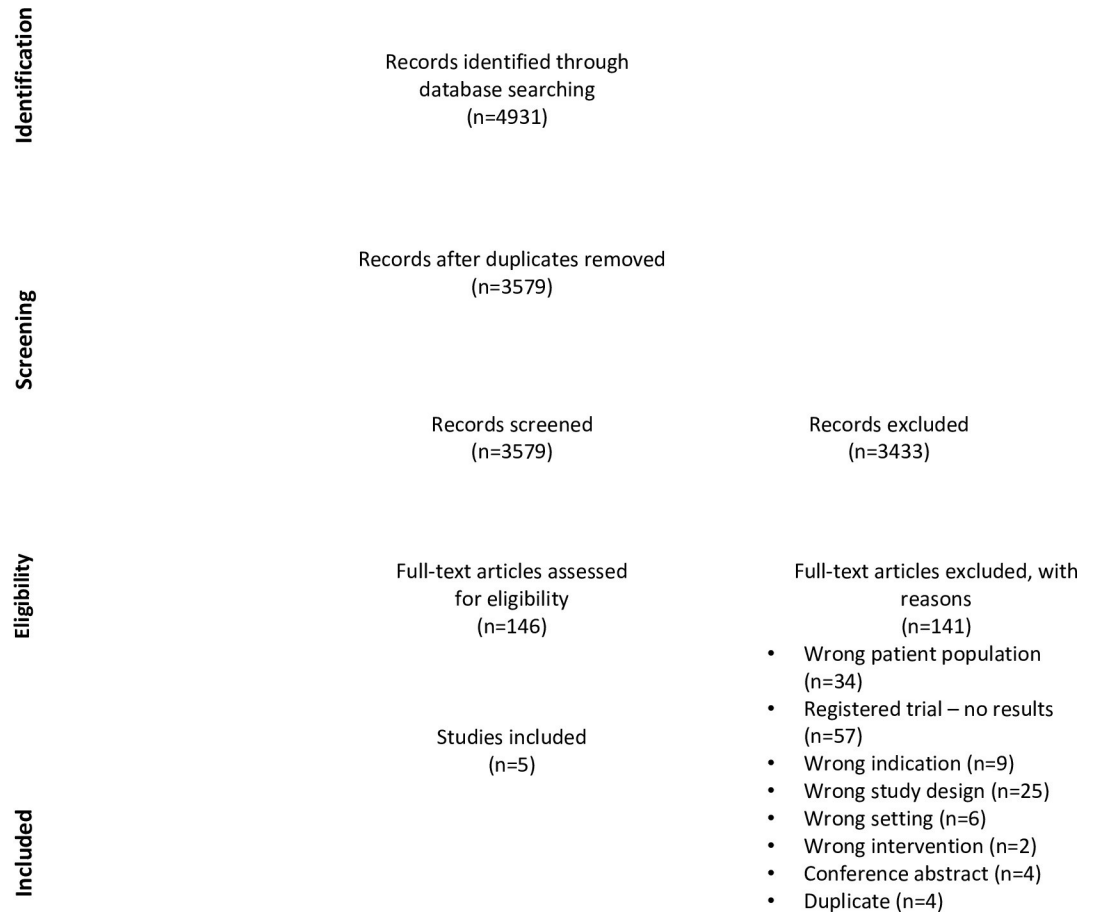 Identification
Records identified through
database searching
(n=4931)
Screening
Records after duplicates removed
(n=3579)
Records screened
(n=3579)
Records excluded
(n=3433)
Eligibility
Full-text articles assessed
for eligibility
(n=146)
Full-text articles excluded, with
reasons
(n=141)
• Wrong patient population
(n=34)
• Registered trial – no results
(n=57)
• Wrong indication (n=9)
• Wrong study design (n=25)
• Wrong setting (n=6)
• Wrong intervention (n=2)
• Conference abstract (n=4)
• Duplicate (n=4)
Included
Studies included
(n=5)